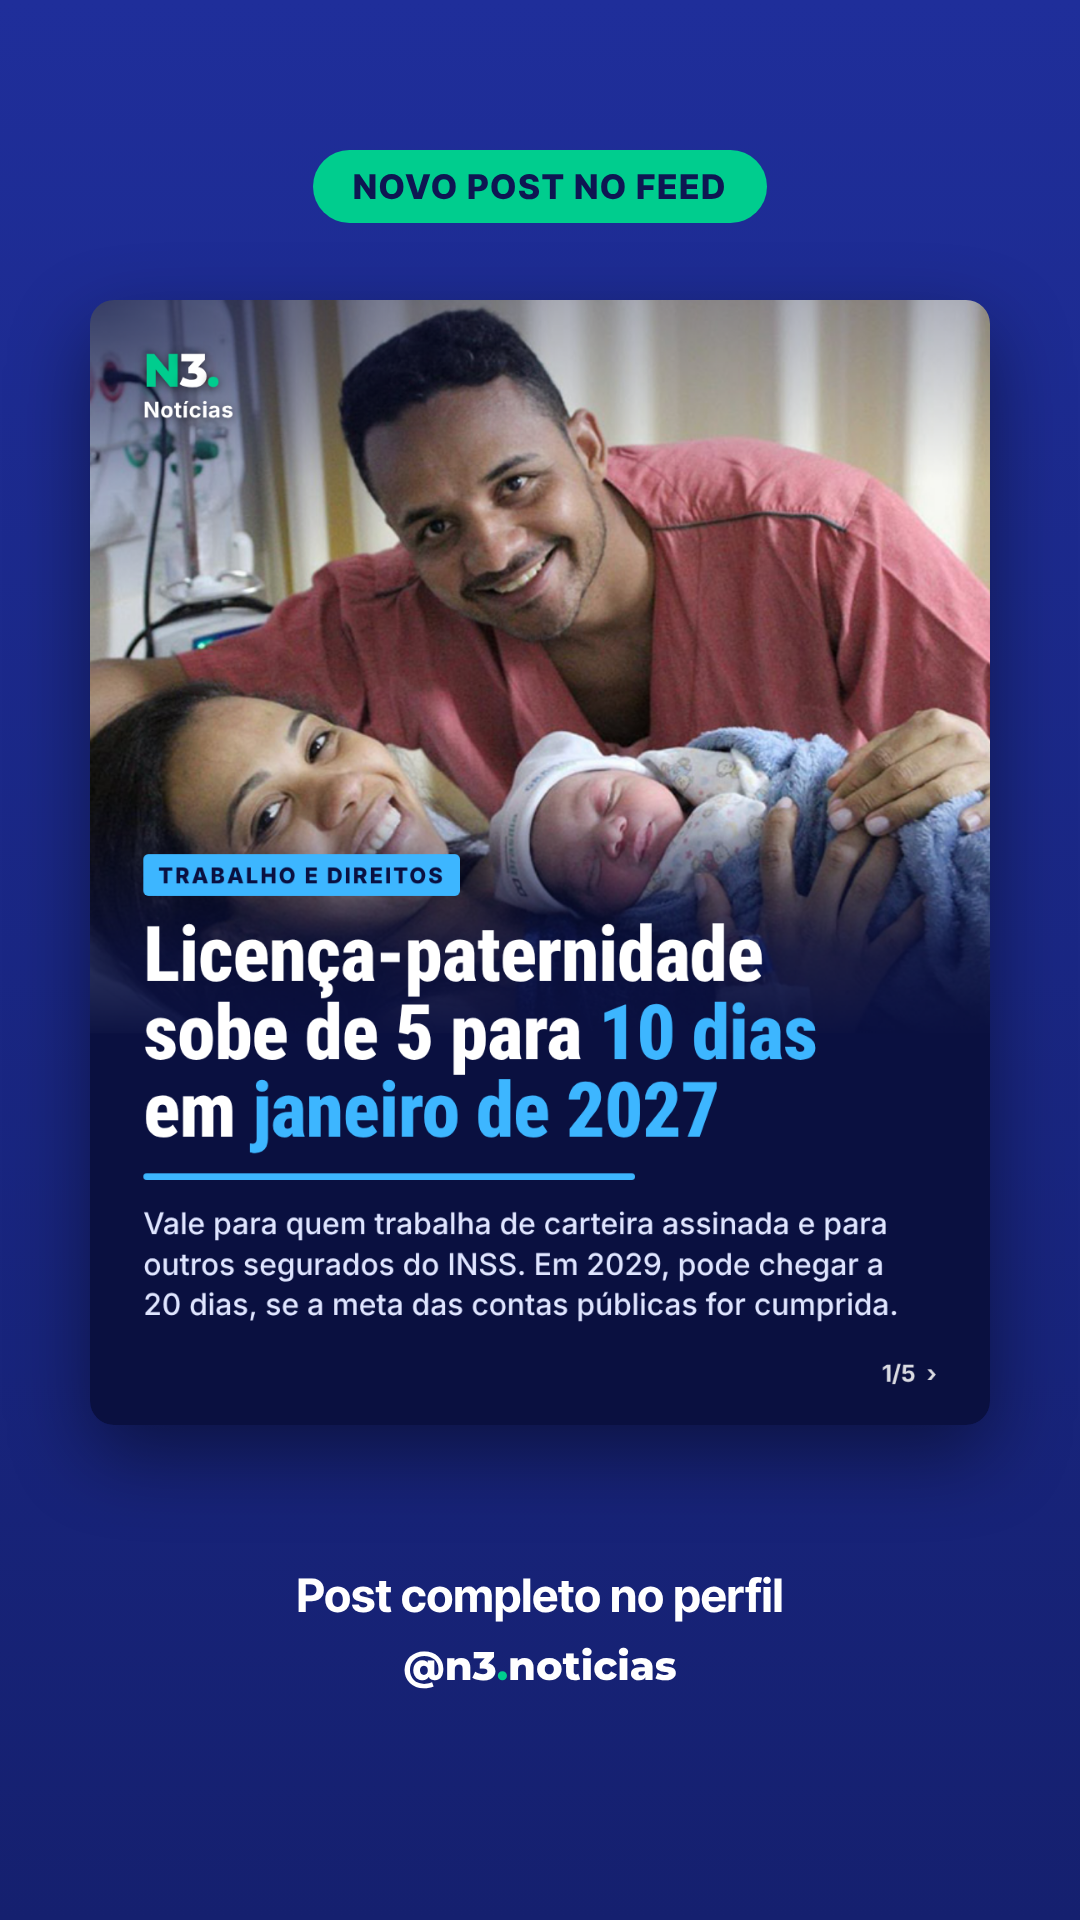 NOVO POST NO FEED
N3.
Notícias
TRABALHO E DIREITOS
Licença-paternidade
sobe de 5 para 10 dias
em janeiro de 2027
Vale para quem trabalha de carteira assinada e para
outros segurados do INSS. Em 2029, pode chegar a
20 dias, se a meta das contas públicas for cumprida.
1/5 ›
Post completo no perfil
@n3.noticias